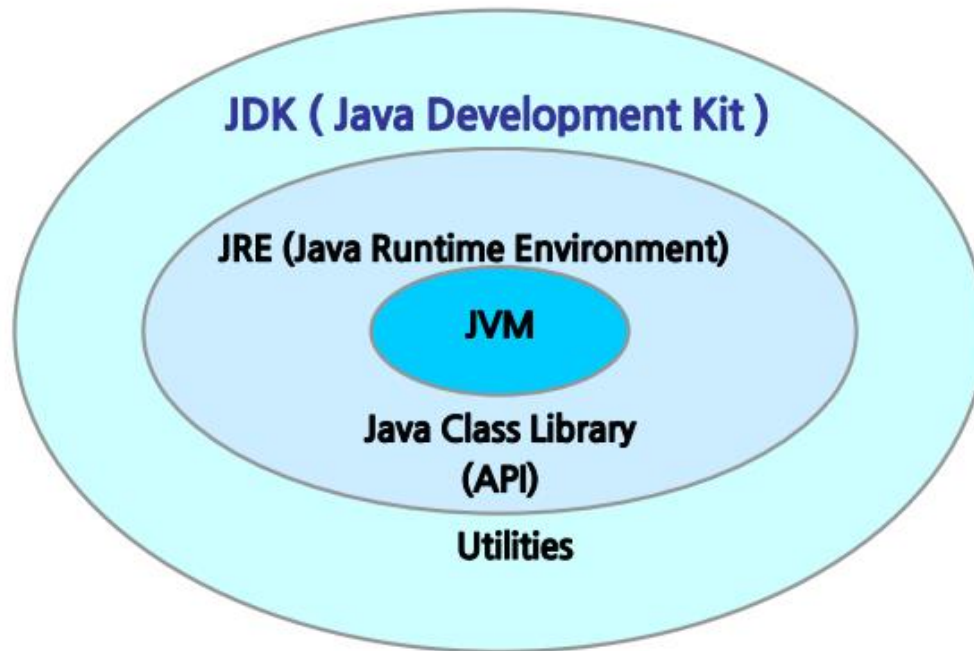 JDK ( Java Development Kit )
JRE (Java Runtime Environment)
JVM
Java Class Library
(API)
Utilities